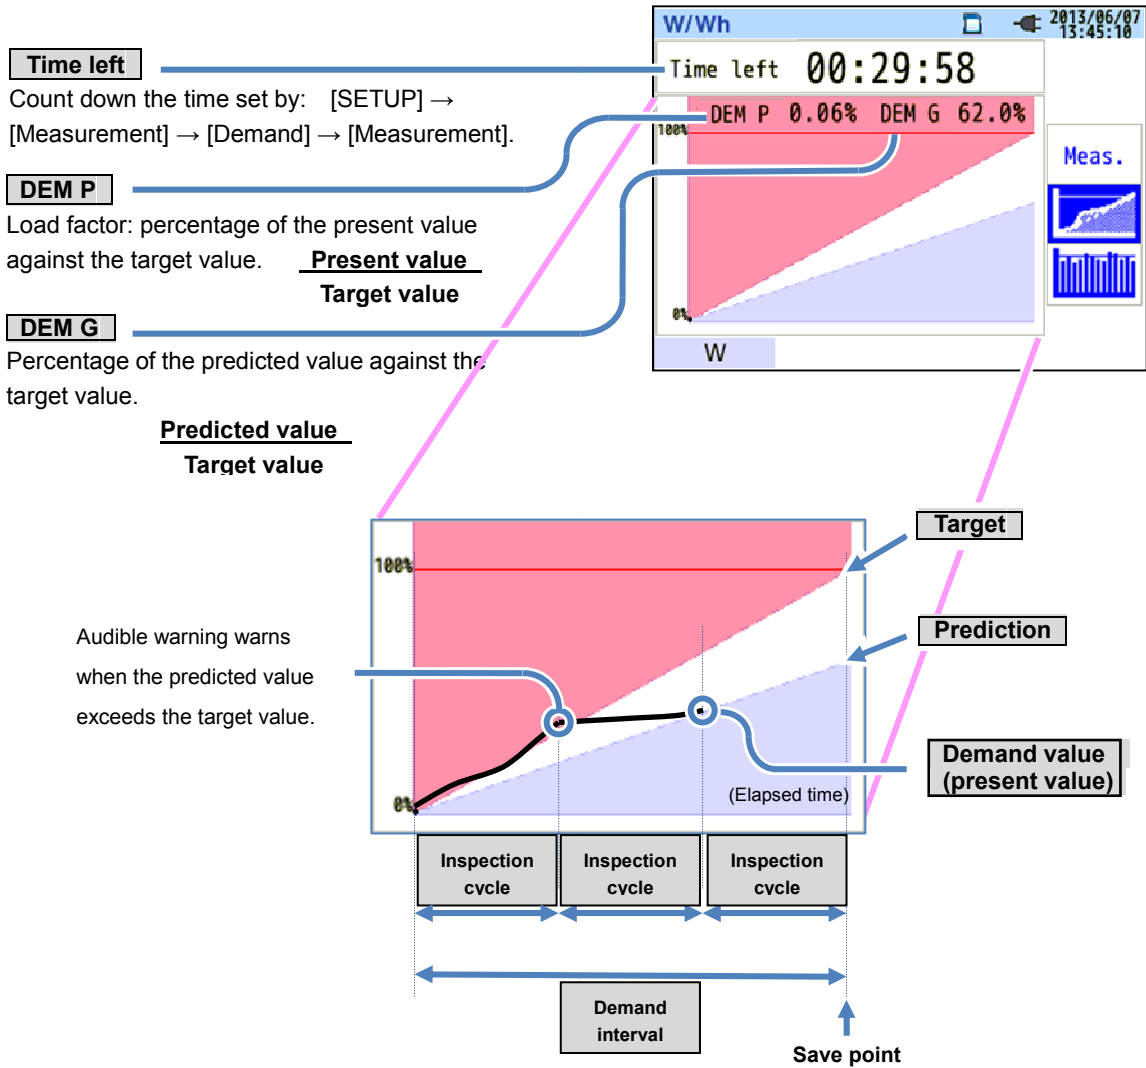 W/Wh
2013/06/07
13:45:10
Time left 00:29:58
DEM P 0.06% DEM G 62.0%
100%
0%
W
Meas.
Time left
Count down the time set by: [SETUP] →
[Measurement] → [Demand] → [Measurement].
DEM P
Load factor: percentage of the present value
against the target value. Present value
Target value
DEM G
Percentage of the predicted value against the
target value.
Predicted value
Target value
100%
0%
Target
Prediction
Audible warning warns
when the predicted value
exceeds the target value.
Demand value
(present value)
(Elapsed time)
Inspection
cycle
Inspection
cycle
Inspection
cycle
Demand
interval
Save point